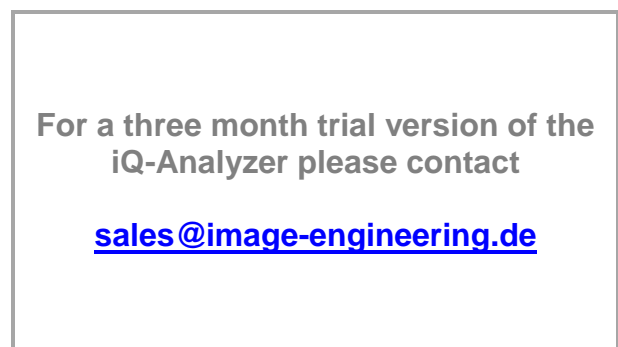 For a three month trial version of the
iQ-Analyzer please contact
sales@image-engineering.de